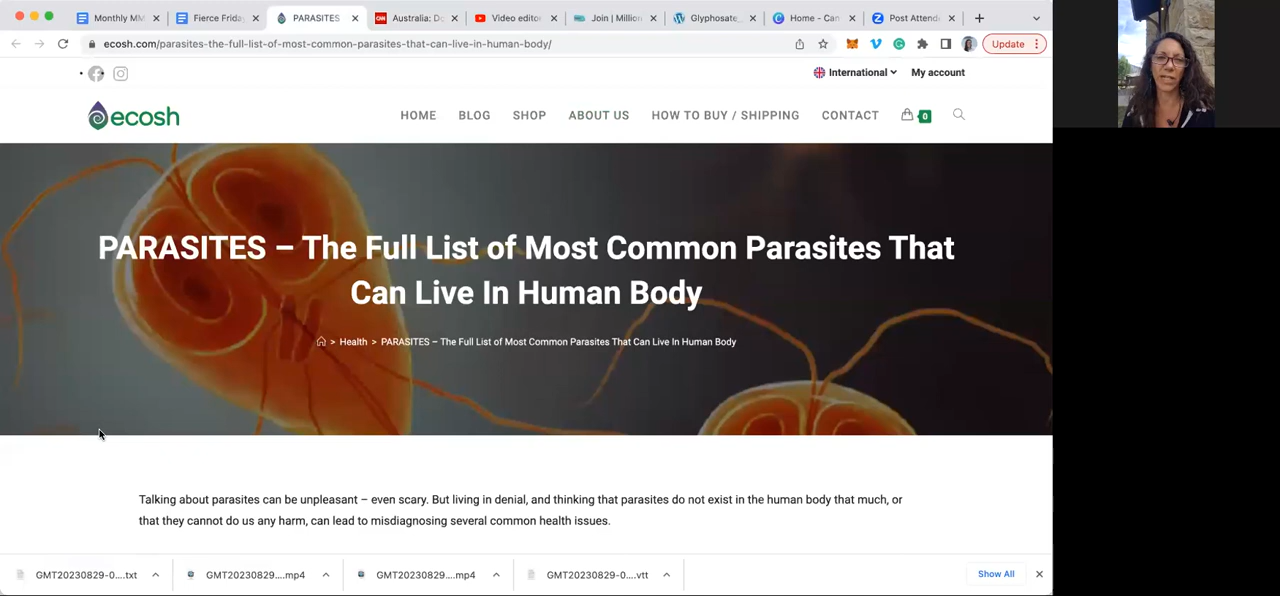 Monthly MM
Fierce Friday
PARASITES
Australia: Do
Video editor
Join | Million
Glyphosate_
Home - Can
Post Attend
ecosh.com/parasites-the-full-list-of-most-common-parasites-that-can-live-in-human-body/
Update
International
My account
ecosh
HOME
BLOG
SHOP
ABOUT US
HOW TO BUY / SHIPPING
CONTACT
0
PARASITES – The Full List of Most Common Parasites That
Can Live In Human Body
> Health > PARASITES – The Full List of Most Common Parasites That Can Live In Human Body
Talking about parasites can be unpleasant – even scary. But living in denial, and thinking that parasites do not exist in the human body that much, or
that they cannot do us any harm, can lead to misdiagnosing several common health issues.
GMT20230829-0....txt
GMT20230829....mp4
GMT20230829....mp4
GMT20230829-0....vtt
Show All